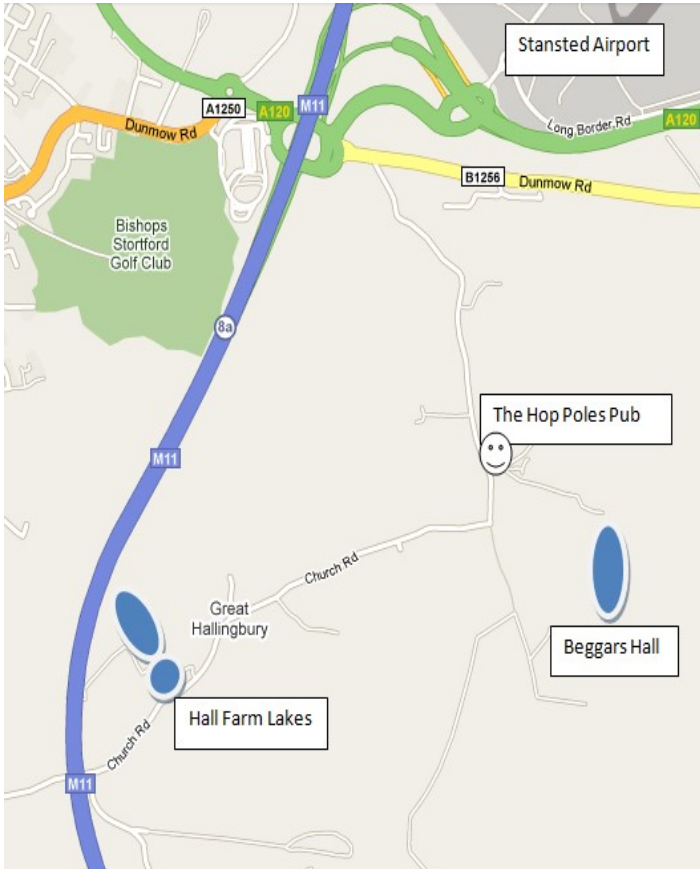 Stansted Airport
A1250
A120
M11
Dunmow Rd
Long Border Rd
A120
B1256
Dunmow Rd
Bishops
Stortford
Golf Club
8a
The Hop Poles Pub
M11
Church Rd
Great
Hallingbury
Beggars Hall
Hall Farm Lakes
Church Rd
M11